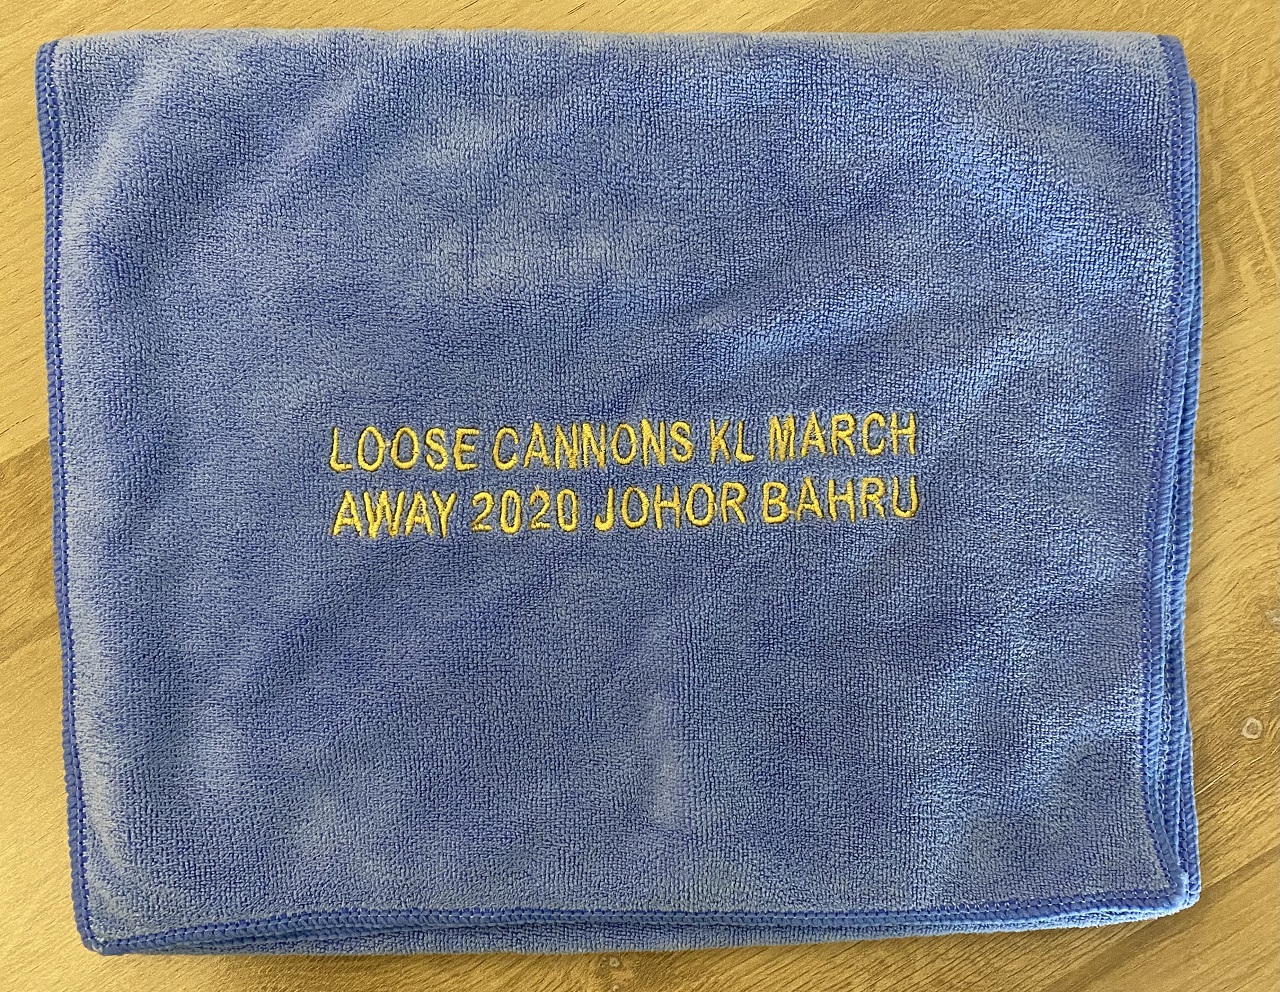 LOOSE CANNONS KL MARCH
AWAY 2020 JOHOR BAHRU